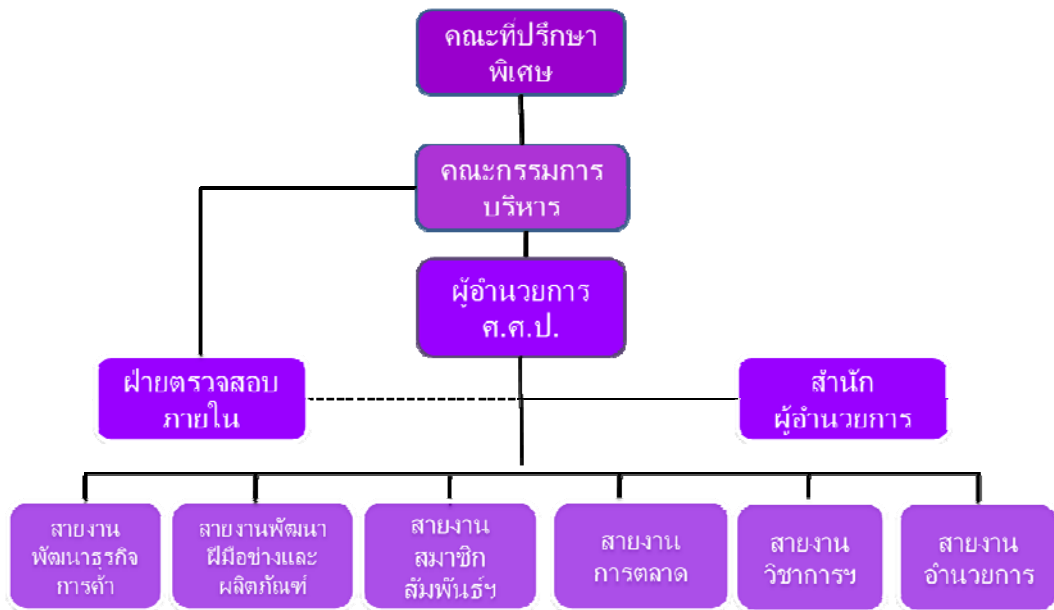 คณะที่ปรึกษา
พิเศษ
คณะกรรมการ
บริหาร
ผู้อำนวยการ
ศ.ศ.ป.
ฝ่ายตรวจสอบ
ภายใน
สำนัก
ผู้อำนวยการ
สายงาน
พัฒนาธุรกิจ
การค้า
สายงานพัฒนา
ฝีมือช่างและ
ผลิตภัณฑ์
สายงาน
สมาชิก
สัมพันธ์ฯ
สายงาน
การตลาด
สายงาน
วิชาการฯ
สายงาน
อำนวยการ